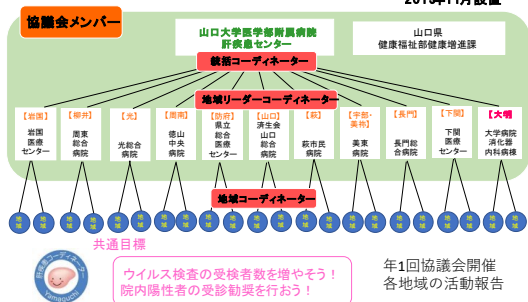 協議会メンバー
山口大学医学部附属病院
肝疾患センター
山口県
健康福祉部健康増進課
統括コーディネーター
地域リーダーコーディネーター
【岩国】
岩国
医療
センター
【柳井】
周東
総合
病院
【光】
光総合
病院
【周南】
徳山
中央
病院
【防府】
県立
総合
医療
センター
【山口】
済生会
山口
総合
病院
【萩】
萩市民
病院
【宇部・
美祢】
美東
病院
【長門】
長門総
合病院
【下関】
下関
医療
センター
【大明】
大学病院
消化器
内科病棟
地域コーディネーター
地域 地域 地域 地域 地域 地域 地域 地域 地域 地域 地域 地域 地域 地域 地域 地域 地域 地域 地域 地域 地域 地域
共通目標
肝疾患コーディネーター
Yamaguchi
ウイルス検査の受検者数を増やそう！
院内陽性者の受診勧奨を行おう！
年1回協議会開催
各地域の活動報告